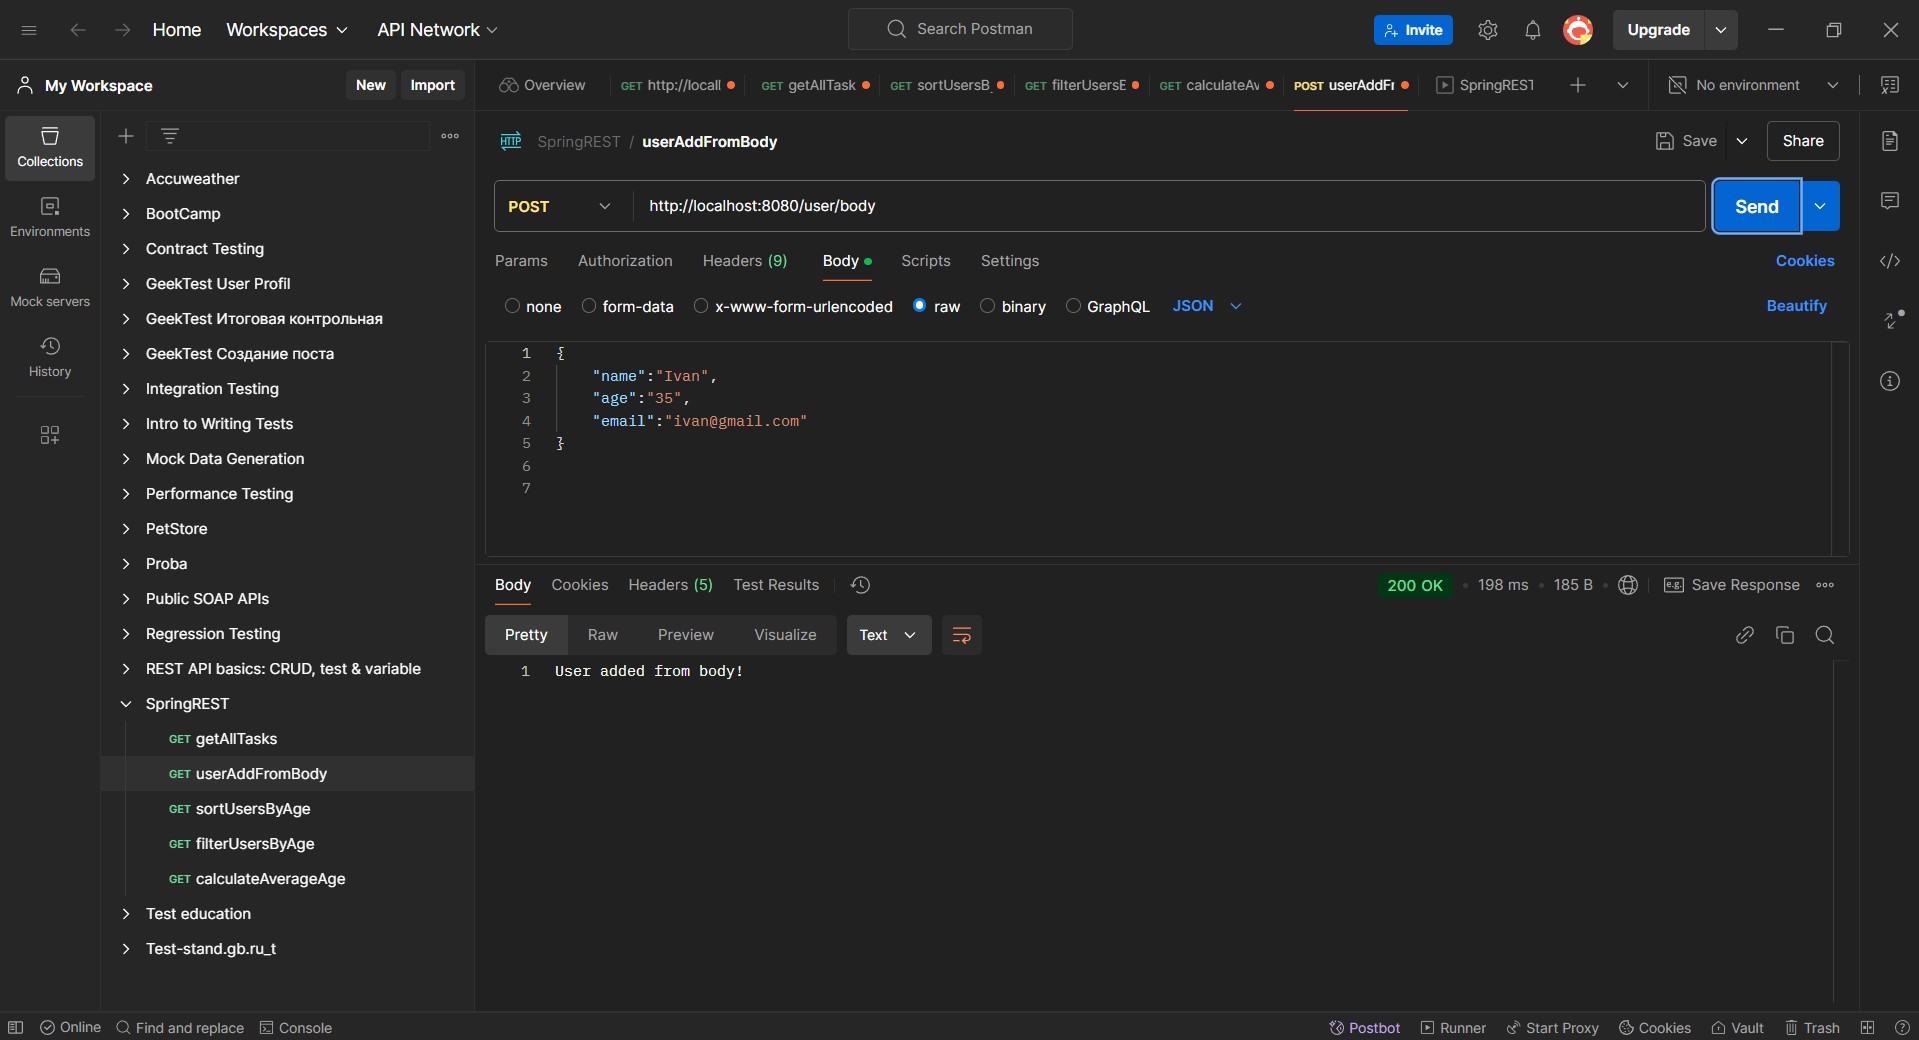 Home Workspaces API Network Search Postman Invite Upgrade
My Workspace New Import Overview GET http://locall GET getAllTask GET sortUsersB GET filterUsersE GET calculateAv POST userAddFr SpringREST No environment
Collections
Environments
Mock servers
History
Accuweather
BootCamp
Contract Testing
GeekTest User Profil
GeekTest Итоговая контрольная
GeekTest Создание поста
Integration Testing
Intro to Writing Tests
Mock Data Generation
Performance Testing
PetStore
Proba
Public SOAP APIs
Regression Testing
REST API basics: CRUD, test & variable
SpringREST
GET getAllTasks
GET userAddFromBody
GET sortUsersByAge
GET filterUsersByAge
GET calculateAverageAge
Test education
Test-stand.gb.ru_t
HTTP SpringREST / userAddFromBody Save Share
POST http://localhost:8080/user/body Send
Params Authorization Headers (9) Body Scripts Settings Cookies
none form-data x-www-form-urlencoded raw binary GraphQL JSON Beautify
1 {
2 "name":"Ivan",
3 "age":"35",
4 "email":"ivan@gmail.com"
5 }
6
7
Body Cookies Headers (5) Test Results 200 OK 198 ms 185 B e.g. Save Response
Pretty Raw Preview Visualize Text
1 User added from body!
Online Find and replace Console Postbot Runner Start Proxy Cookies Vault Trash